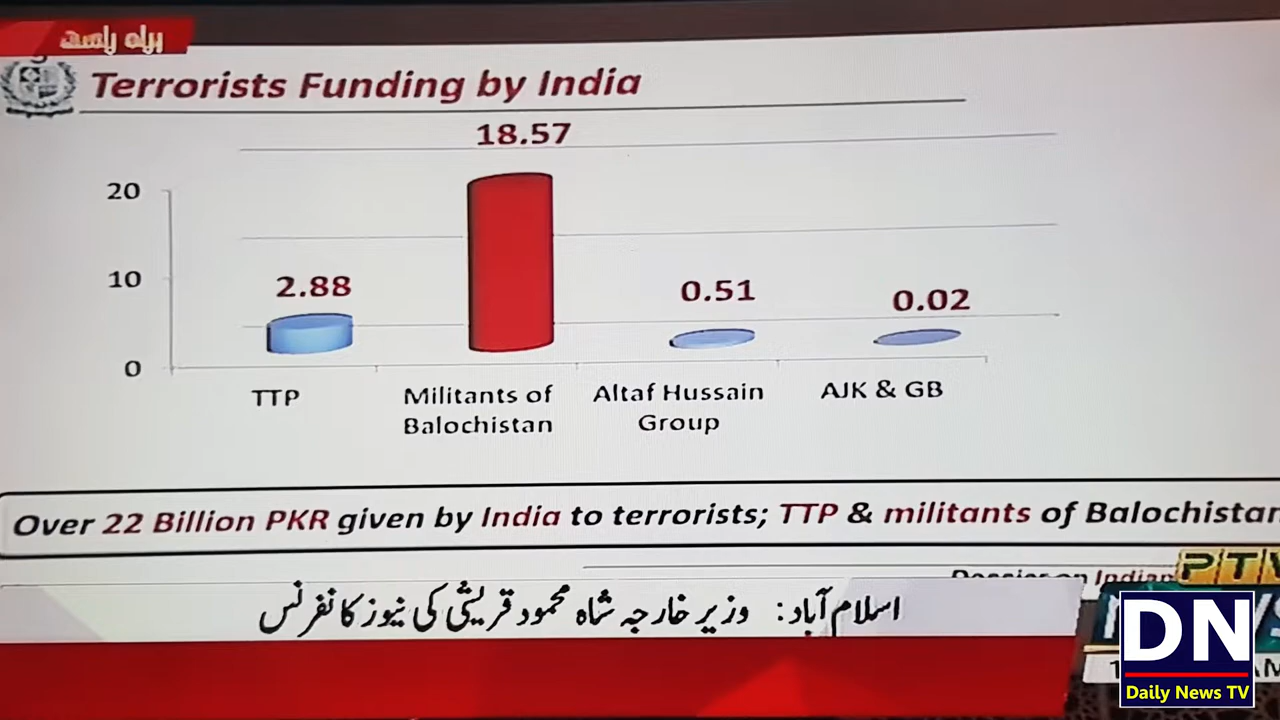 براہ راست
Terrorists Funding by India
18.57
20
2.88
10
0.51
0.02
0
TTP
Militants of
Balochistan
Altaf Hussain
Group
AJK & GB
Over 22 Billion PKR given by India to terrorists; TTP & militants of Balochistan
Dossier on Indian
PTV
اسلام آباد: وزیر خارجہ شاہ محمود قریشی کی نیوز کانفرنس
DN
Daily News TV